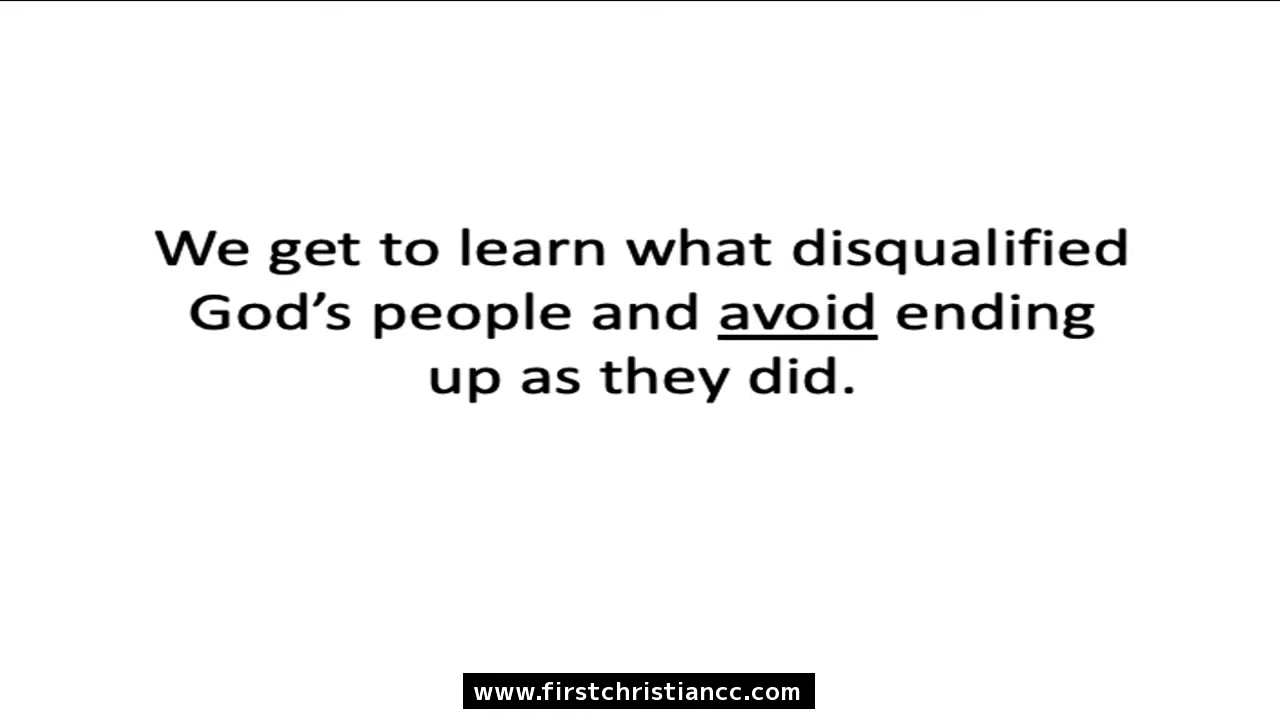 We get to learn what disqualified
God’s people and avoid ending
up as they did.
www.firstchristiancc.com